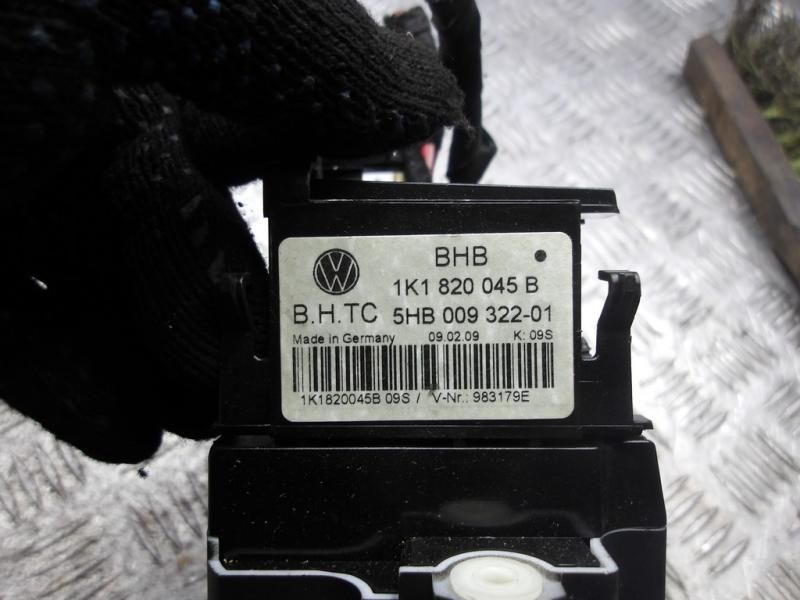 BHB
1K1 820 045 B
B.H.TC 5HB 009 322-01
Made in Germany 09.02.09 K: 09S
1K1820045B 09S / V-Nr.: 983179E